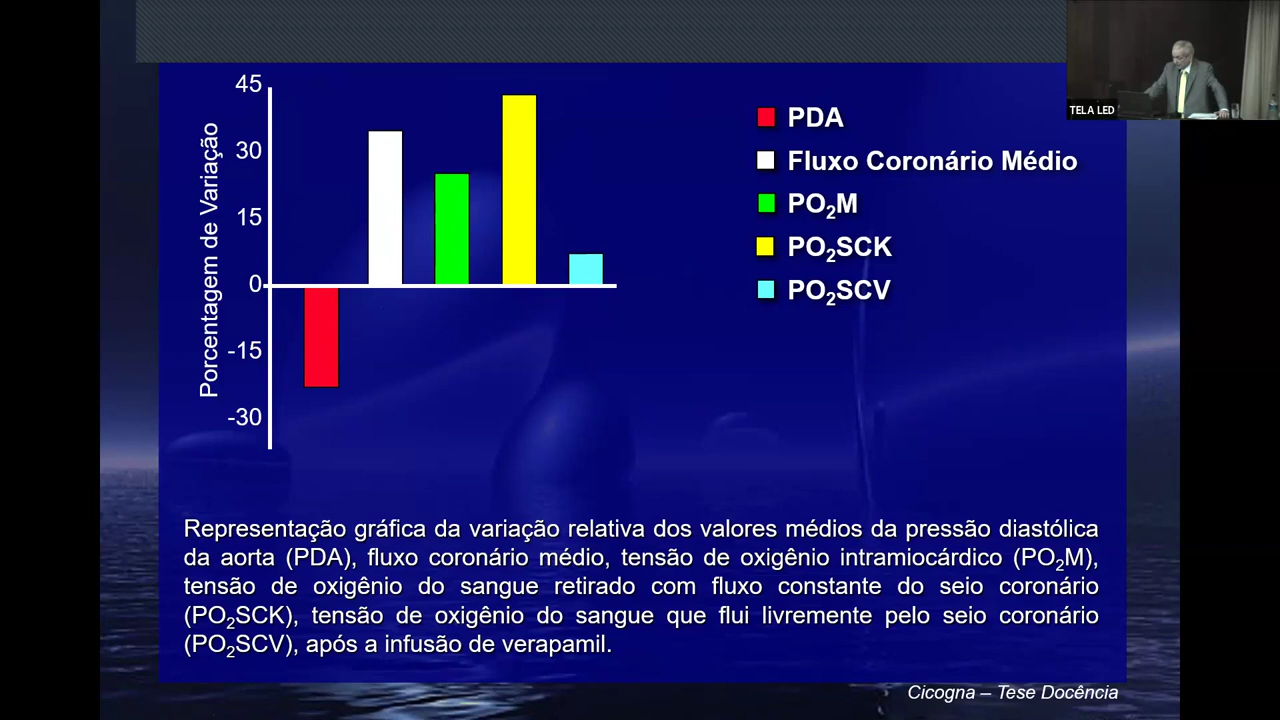 45
30
15
0
-15
-30
Porcentagem de Variação
PDA
Fluxo Coronário Médio
PO₂M
PO₂SCK
PO₂SCV
TELA LED
Representação gráfica da variação relativa dos valores médios da pressão diastólica
da aorta (PDA), fluxo coronário médio, tensão de oxigênio intramiocárdico (PO₂M),
tensão de oxigênio do sangue retirado com fluxo constante do seio coronário
(PO₂SCK), tensão de oxigênio do sangue que flui livremente pelo seio coronário
(PO₂SCV), após a infusão de verapamil.
Cicogna – Tese Docência